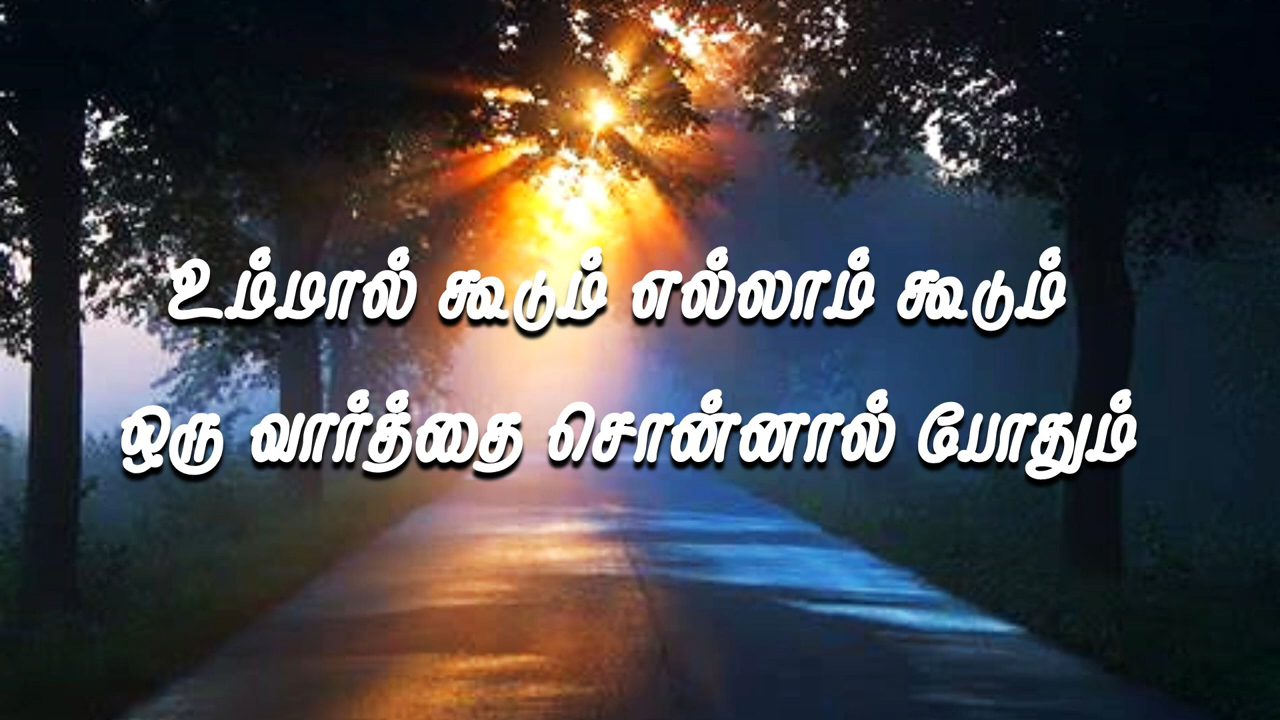 உம்மால் கூடும் எல்லாம் கூடும்
ஒரு வார்த்தை சொன்னால் போதும்